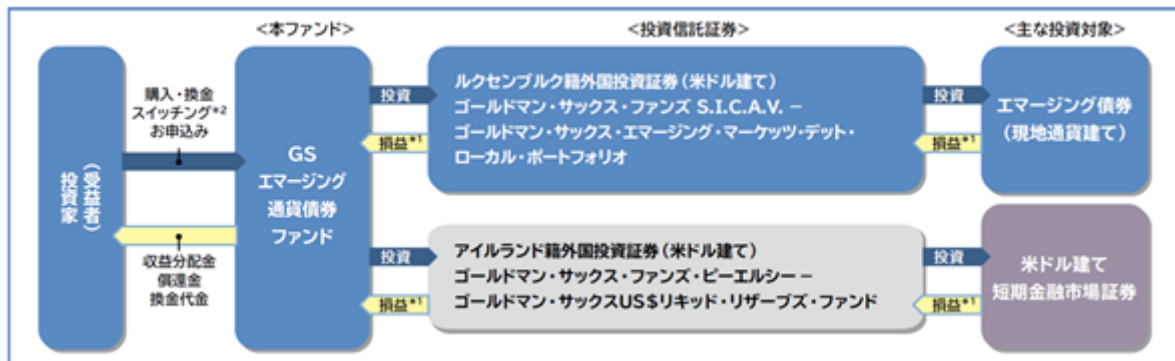 <本ファンド>
<投資信託証券>
<主な投資対象>
投資家
(受益者)
購入・換金
スイッチング*2
お申込み
収益分配金
償還金
換金代金
GS
エマージング
通貨債券
ファンド
投資
損益*1
ルクセンブルク籍外国投資証券(米ドル建て)
ゴールドマン・サックス・ファンズ S.I.C.A.V. −
ゴールドマン・サックス・エマージング・マーケッツ・デット・
ローカル・ポートフォリオ
投資
損益*1
エマージング債券
(現地通貨建て)
投資
損益*1
アイルランド籍外国投資証券(米ドル建て)
ゴールドマン・サックス・ファンズ・ピーエルシー −
ゴールドマン・サックスUS$リキッド・リザーブズ・ファンド
投資
損益*1
米ドル建て
短期金融市場証券